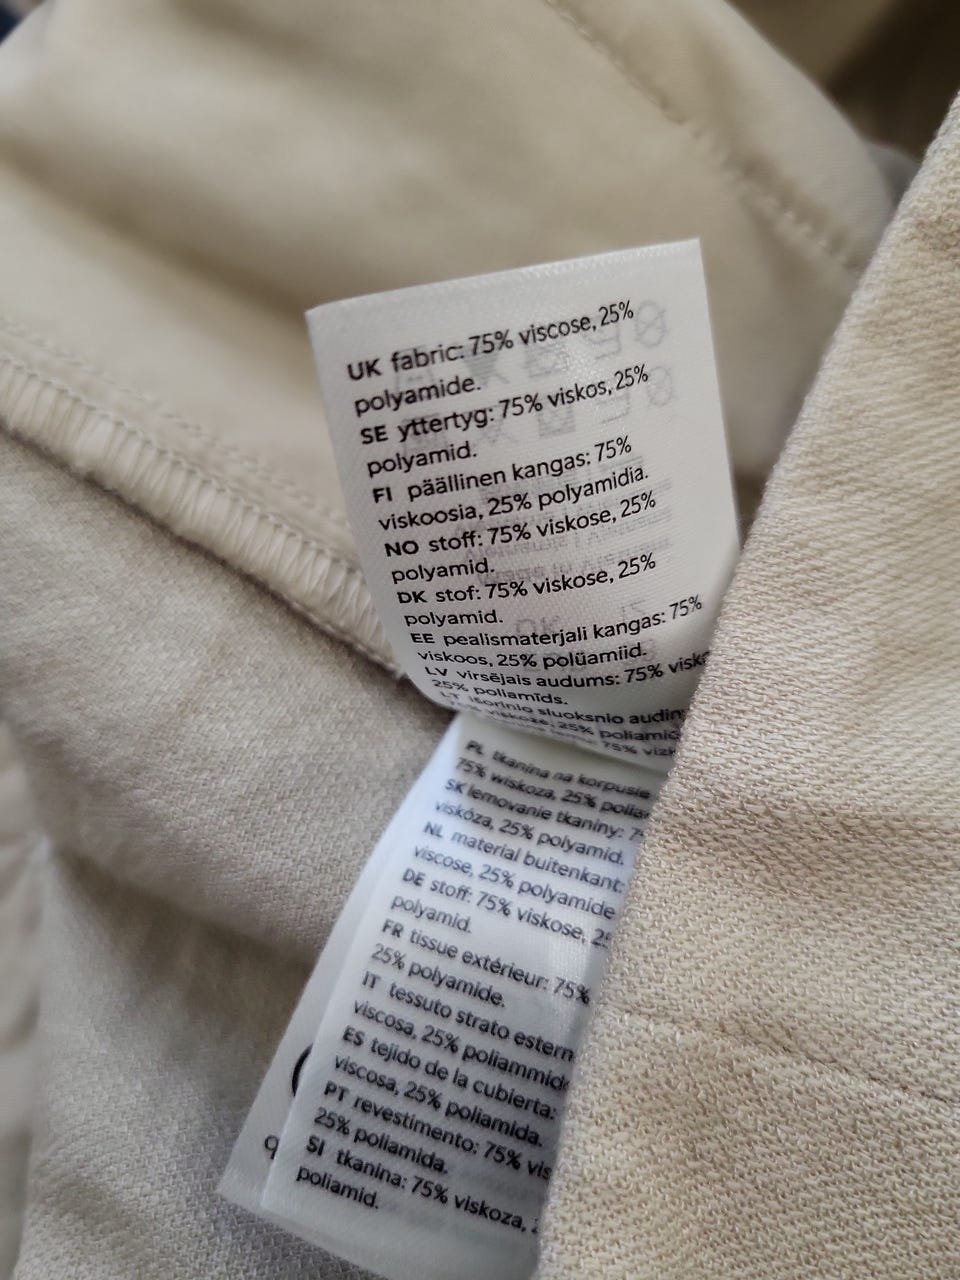 UK fabric: 75% viscose, 25%
polyamide.
SE yttertyg: 75% viskos, 25%
polyamid.
FI päällinen kangas: 75%
viskoosia, 25% polyamidia.
NO stoff: 75% viskose, 25%
polyamid.
DK stof: 75% viskose, 25%
polyamid.
EE pealismaterjali kangas: 75%
viskoos, 25% polüamiid.
LV virsējais audums: 75%
25% poliamīds.
LT išorinio sluoksnio
25%
75%
PL tkanina na korpusie
75% wiskoza, 25%
SK lemovanie tkaniny:
viskóza, 25% polyamid.
NL material buitenkant:
viscose, 25% polyamide
DE stoff: 75% viskose,
polyamid.
FR tissue extérieur: 75%
25% polyamide.
IT tessuto strato
viscosa, 25%
ES tejido de la cubierta:
viscosa, 25% poliamida.
PT revestimento: 75%
25% poliamida.
SI tkanina: 75% viskoza,
poliamid.